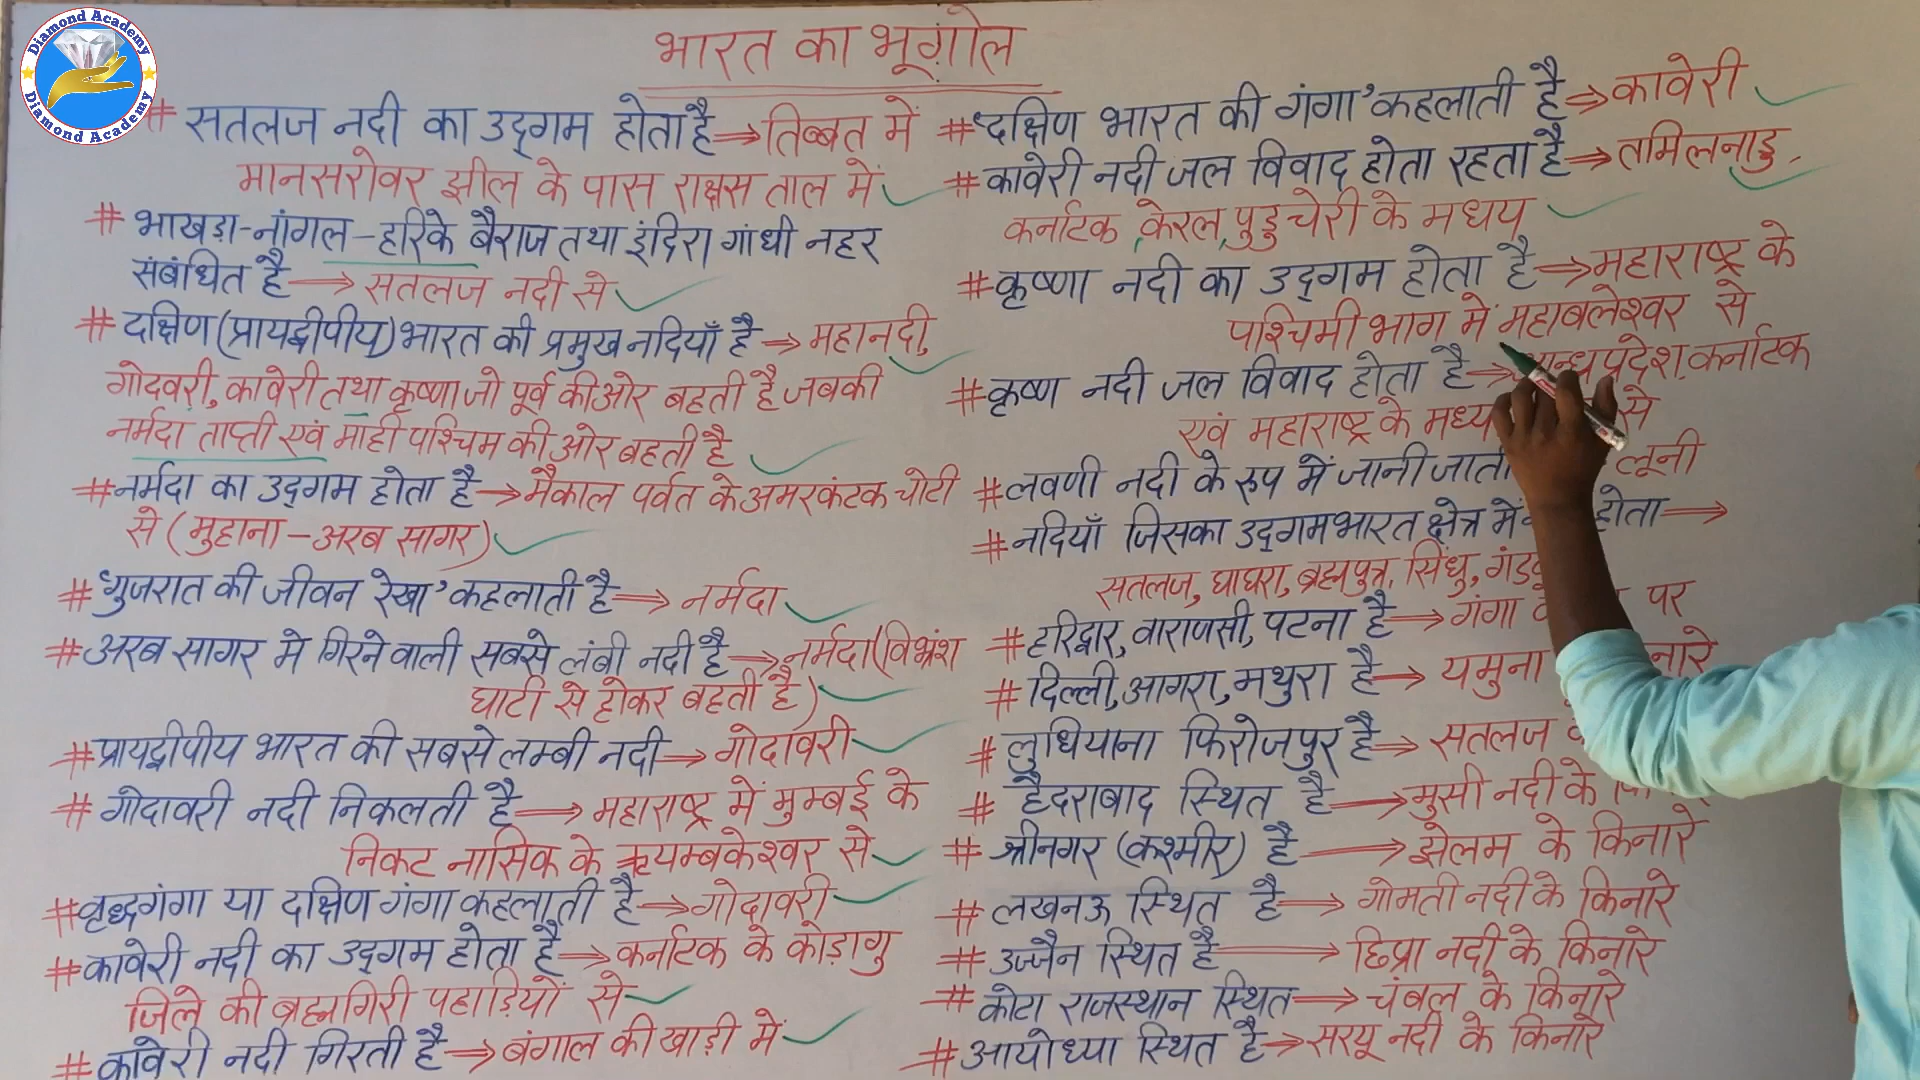 Diamond Academy
Diamond Academy
भारत का भूगोल
# सतलज नदी का उद्गम होता है → तिब्बत में
मानसरोवर झील के पास राक्षस ताल में
# भाखड़ा-नांगल-हरिके बैराज तथा इंदिरा गांधी नहर
संबंधित है → सतलज नदी से
# दक्षिण (प्रायद्वीपीय) भारत की प्रमुख नदियाँ है → महानदी,
गोदवरी, कावेरी तथा कृष्णा जो पूर्व की ओर बहती है जबकी
नर्मदा ताप्ती एवं माही पश्चिम की ओर बहती है
# नर्मदा का उद्गम होता है → मैकाल पर्वत के अमरकंटक चोटी
से (मुहाना - अरब सागर)
# 'गुजरात की जीवन रेखा' कहलाती है → नर्मदा
# अरब सागर मे गिरने वाली सबसे लंबी नदी है → नर्मदा (विभ्रंश
घाटी से होकर बहती है)
# प्रायद्वीपीय भारत की सबसे लम्बी नदी → गोदावरी
# गोदावरी नदी निकलती है → महाराष्ट्र में मुम्बई के
निकट नासिक के त्रयम्बकेश्वर से
# वृद्धगंगा या दक्षिण गंगा कहलाती है → गोदावरी
# कावेरी नदी का उद्गम होता है → कर्नाटक के कोड़ागु
जिले की ब्रह्मगिरी पहाड़ियों से
# कावेरी नदी गिरती है → बंगाल की खाड़ी में
# 'दक्षिण भारत की गंगा' कहलाती है → कावेरी
# कावेरी नदी जल विवाद होता रहता है → तमिलनाडु,
कर्नाटक, केरल, पुडुचेरी के मधय
# कृष्णा नदी का उद्गम होता है → महाराष्ट्र के
पश्चिमी भाग में महाबलेश्वर से
# कृष्ण नदी जल विवाद होता है → आन्ध्र प्रदेश, कर्नाटक
एवं महाराष्ट्र के मध्य से
# लवणी नदी के रुप में जानी जाती लूनी
# नदियाँ जिसका उद्गम भारत क्षेत्र में होता →
सतलज, घाघरा, ब्रह्मपुत्र, सिंधु, गंडक
# हरिद्वार, वाराणसी, पटना है → गंगा पर
# दिल्ली, आगरा, मथुरा है → यमुना
# लुधियाना फिरोजपुर है → सतलज
# हैदराबाद स्थित है → मुसी नदी के
# श्रीनगर (कश्मीर) है → झेलम के किनारे
# लखनऊ स्थित है → गोमती नदी के किनारे
# उज्जैन स्थित है → छिप्रा नदी के किनारे
# कोटा राजस्थान स्थित → चंबल के किनारे
# आयोध्या स्थित है → सरयू नदी के किनारे